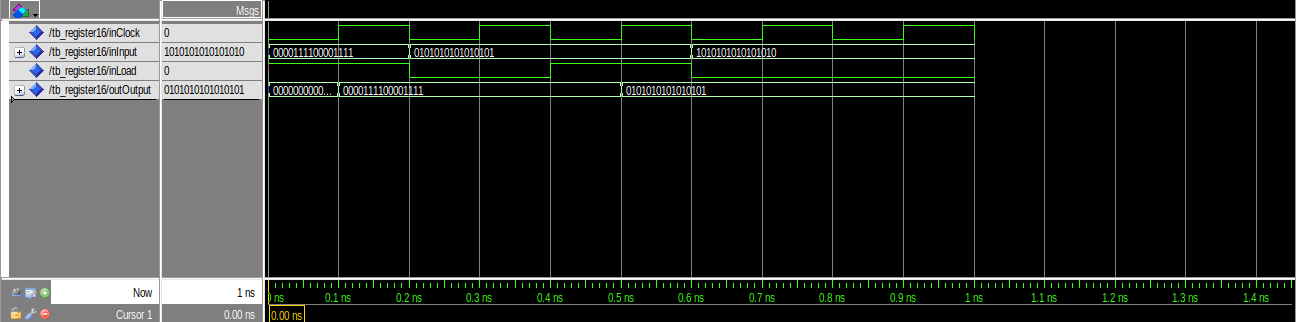 Msgs
/tb_register16/inClock 0
/tb_register16/inInput 1010101010101010 0000111100001111 0101010101010101 1010101010101010
/tb_register16/inLoad 0
/tb_register16/outOutput 0101010101010101 0000000000... 0000111100001111 0101010101010101
Now 1 ns ns 0.1 ns 0.2 ns 0.3 ns 0.4 ns 0.5 ns 0.6 ns 0.7 ns 0.8 ns 0.9 ns 1 ns 1.1 ns 1.2 ns 1.3 ns 1.4 ns
Cursor 1 0.00 ns 0.00 ns